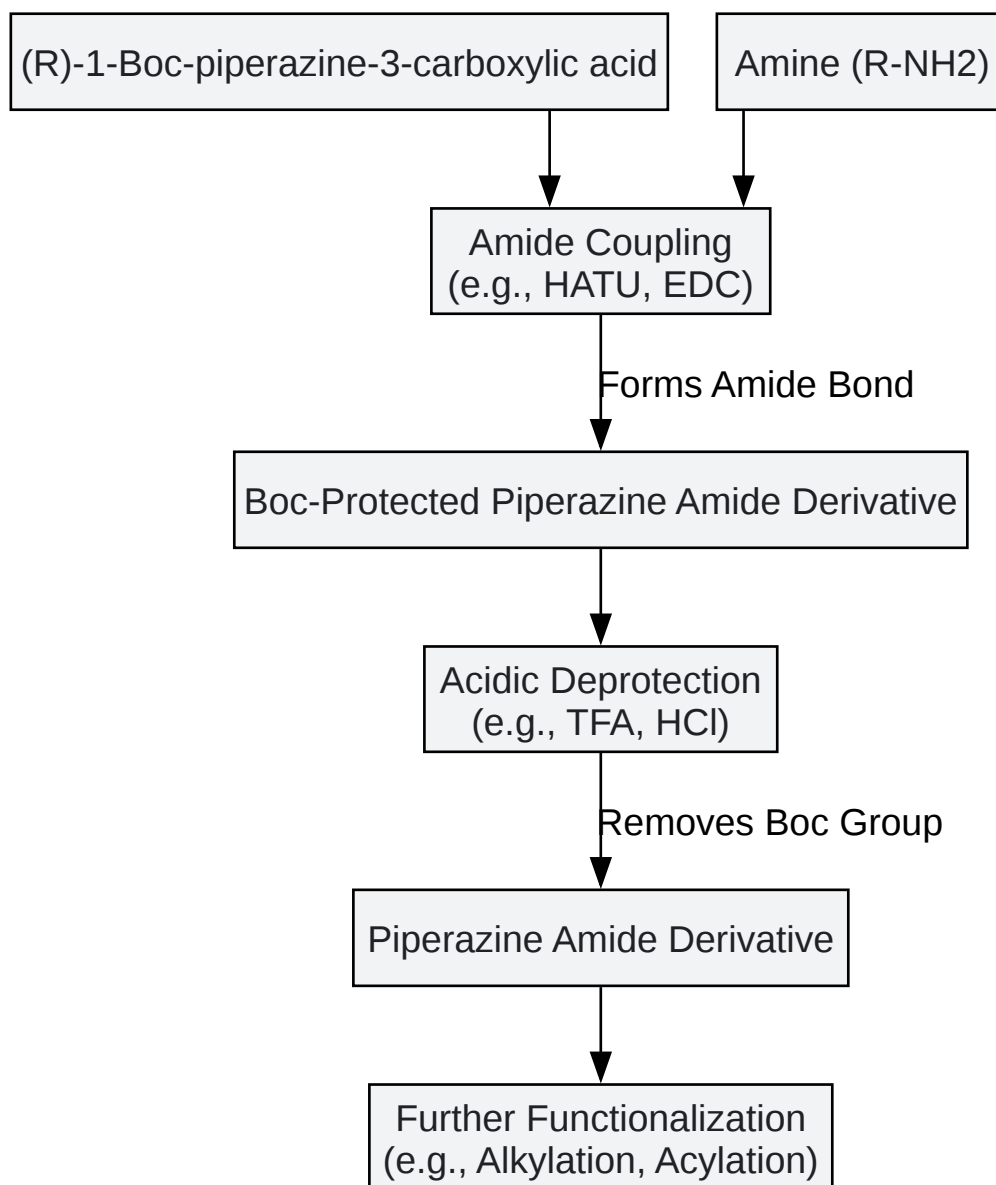 (R)-1-Boc-piperazine-3-carboxylic acid
Amine (R-NH2)
Amide Coupling
(e.g., HATU, EDC)
Forms Amide Bond
Boc-Protected Piperazine Amide Derivative
Acidic Deprotection
(e.g., TFA, HCl)
Removes Boc Group
Piperazine Amide Derivative
Further Functionalization
(e.g., Alkylation, Acylation)